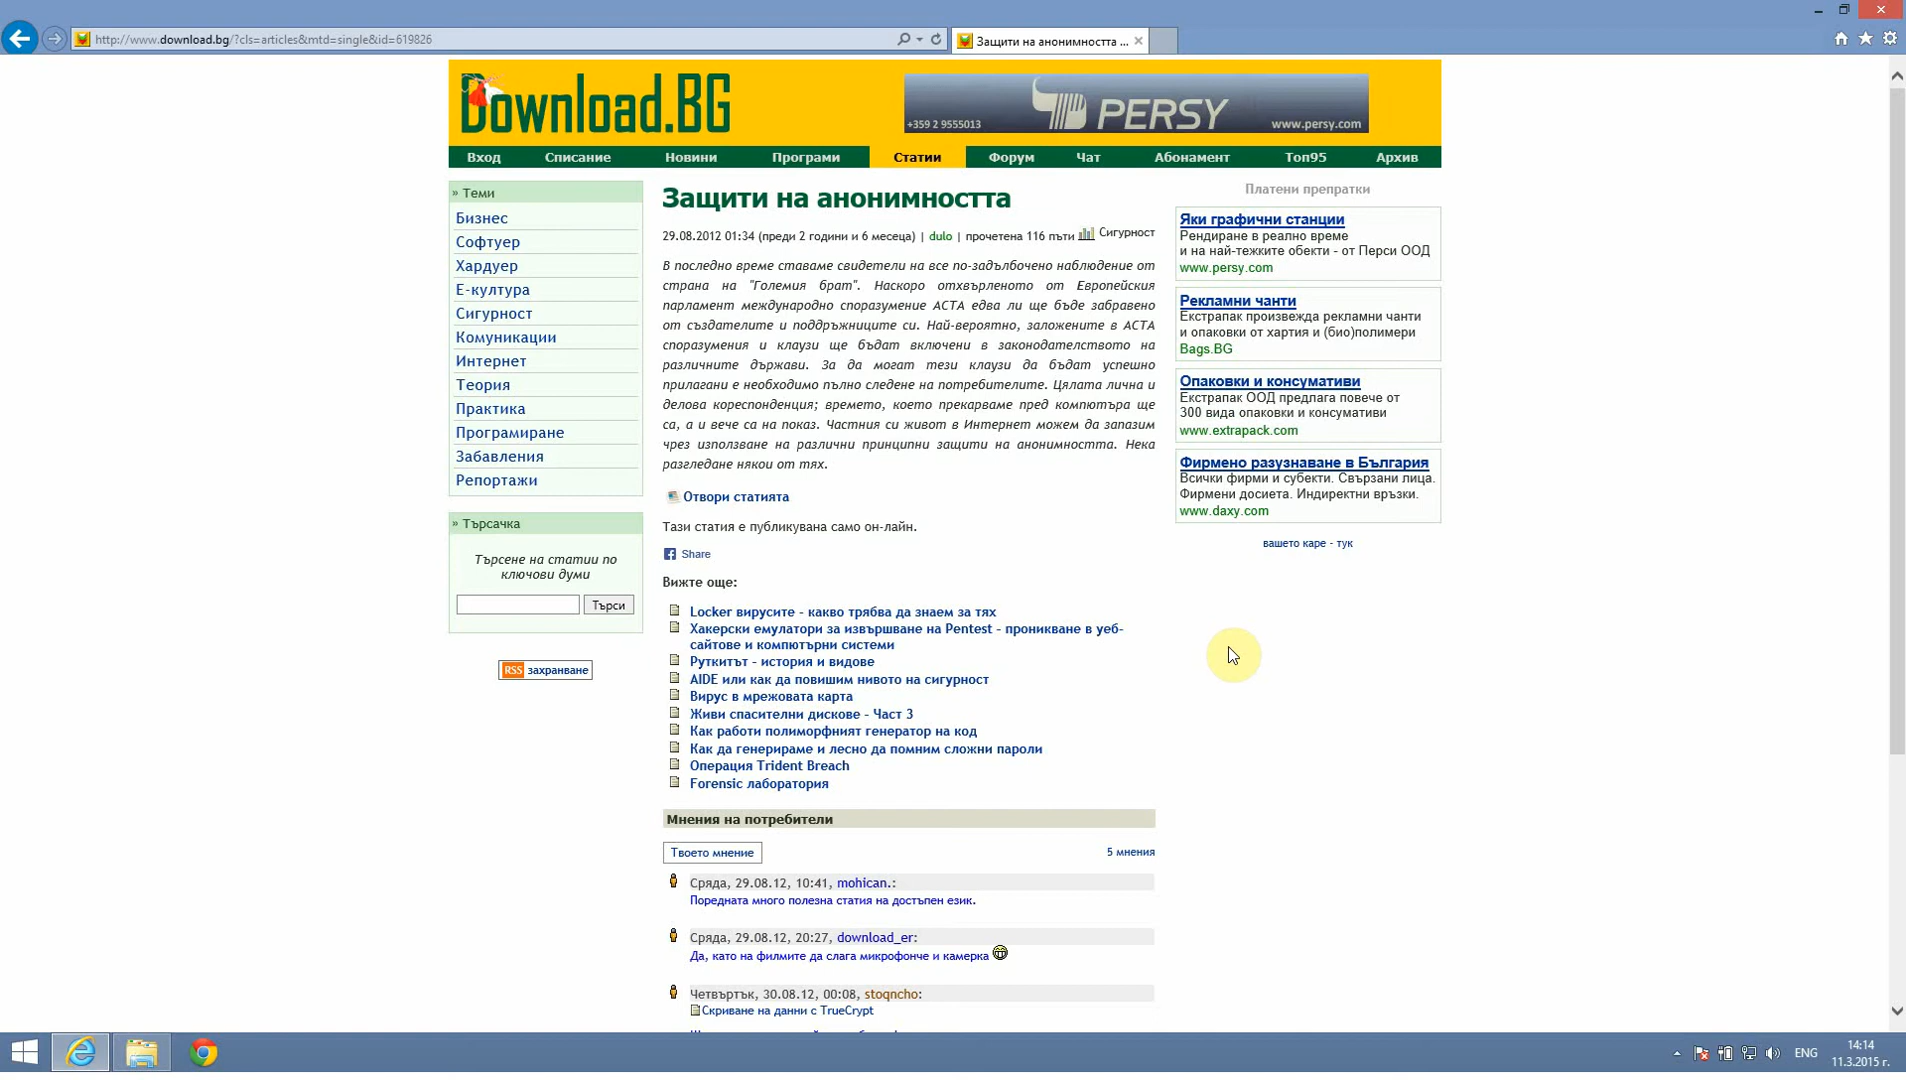 http://www.download.bg/?cls=articles&mtd=single&id=619826
Защити на анонимността ...
Download.BG
+359 2 9555013
PERSY
www.persy.com
Вход
Списание
Новини
Програми
Статии
Форум
Чат
Абонамент
Топ95
Архив
» Теми
Бизнес
Софтуер
Хардуер
Е-култура
Сигурност
Комуникации
Интернет
Теория
Практика
Програмиране
Забавления
Репортажи
» Търсачка
Търсене на статии по
ключови думи
Търси
RSS захранване
Защити на анонимността
29.08.2012 01:34 (преди 2 години и 6 месеца) | dulo | прочетена 116 пъти Сигурност
В последно време ставаме свидетели на все по-задълбочено наблюдение от
страна на "Големия брат". Наскоро отхвърленото от Европейския
парламент международно споразумение АСТА едва ли ще бъде забравено
от създателите и поддръжниците си. Най-вероятно, заложените в АСТА
споразумения и клаузи ще бъдат включени в законодателството на
различните държави. За да могат тези клаузи да бъдат успешно
прилагани е необходимо пълно следене на потребителите. Цялата лична и
делова кореспонденция; времето, което прекарваме пред компютъра ще
са, а и вече са на показ. Частния си живот в Интернет можем да запазим
чрез използване на различни принципни защити на анонимността. Нека
разгледаме някои от тях.
Отвори статията
Тази статия е публикувана само он-лайн.
Share
Вижте още:
Locker вирусите - какво трябва да знаем за тях
Хакерски емулатори за извършване на Pentest - проникване в уеб-
сайтове и компютърни системи
Руткитът - история и видове
AIDE или как да повишим нивото на сигурност
Вирус в мрежовата карта
Живи спасителни дискове - Част 3
Как работи полиморфният генератор на код
Как да генерираме и лесно да помним сложни пароли
Операция Trident Breach
Forensic лаборатория
Мнения на потребители
Твоето мнение
5 мнения
Сряда, 29.08.12, 10:41, mohican.:
Поредната много полезна статия на достъпен език.
Сряда, 29.08.12, 20:27, download_er:
Да, като на филмите да слага микрофонче и камерка
Четвъртък, 30.08.12, 00:08, stoqncho:
Скриване на данни с TrueCrypt
Платени препратки
Яки графични станции
Рендиране в реално време
и на най-тежките обекти - от Перси ООД
www.persy.com
Рекламни чанти
Екстрапак произвежда рекламни чанти
и опаковки от хартия и (био)полимери
Bags.BG
Опаковки и консумативи
Екстрапак ООД предлага повече от
300 вида опаковки и консумативи
www.extrapack.com
Фирмено разузнаване в България
Всички фирми и субекти. Свързани лица.
Фирмени досиета. Индиректни връзки.
www.daxy.com
вашето каре - тук
ENG
14:14
11.3.2015 г.